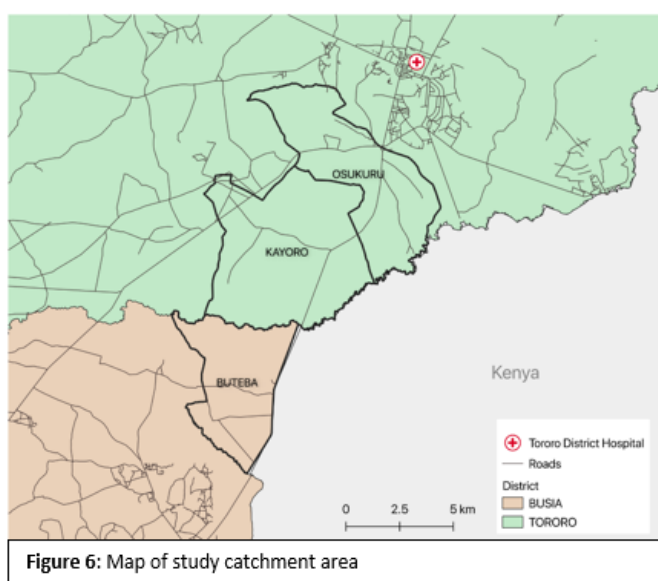 OSUKURU
KAYORO
BUTEBA
Kenya
Tororo District Hospital
Roads
District
BUSIA
TORORO
0 2.5 5 km
Figure 6: Map of study catchment area